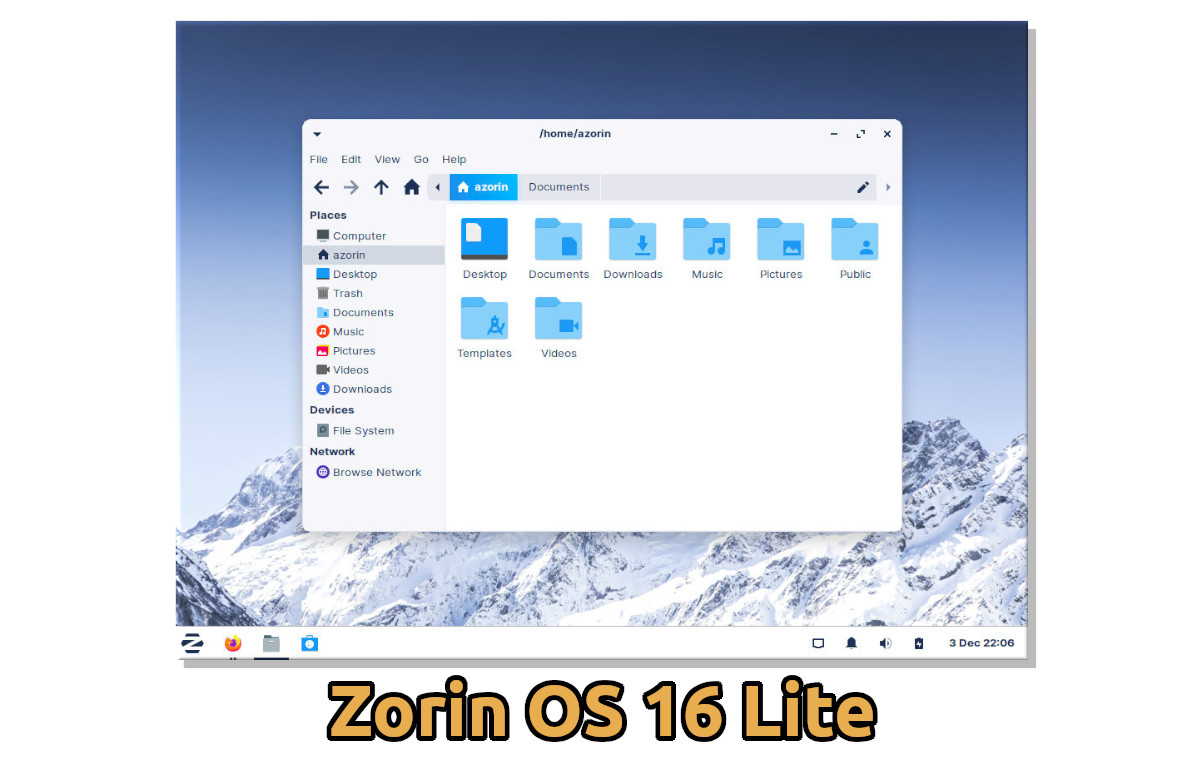 /home/azorin
File Edit View Go Help
azorin Documents
Places
Computer
azorin
Desktop
Trash
Documents
Music
Pictures
Videos
Downloads
Devices
File System
Network
Browse Network
Desktop Documents Downloads Music Pictures Public
Templates Videos
3 Dec 22:06
Zorin OS 16 Lite